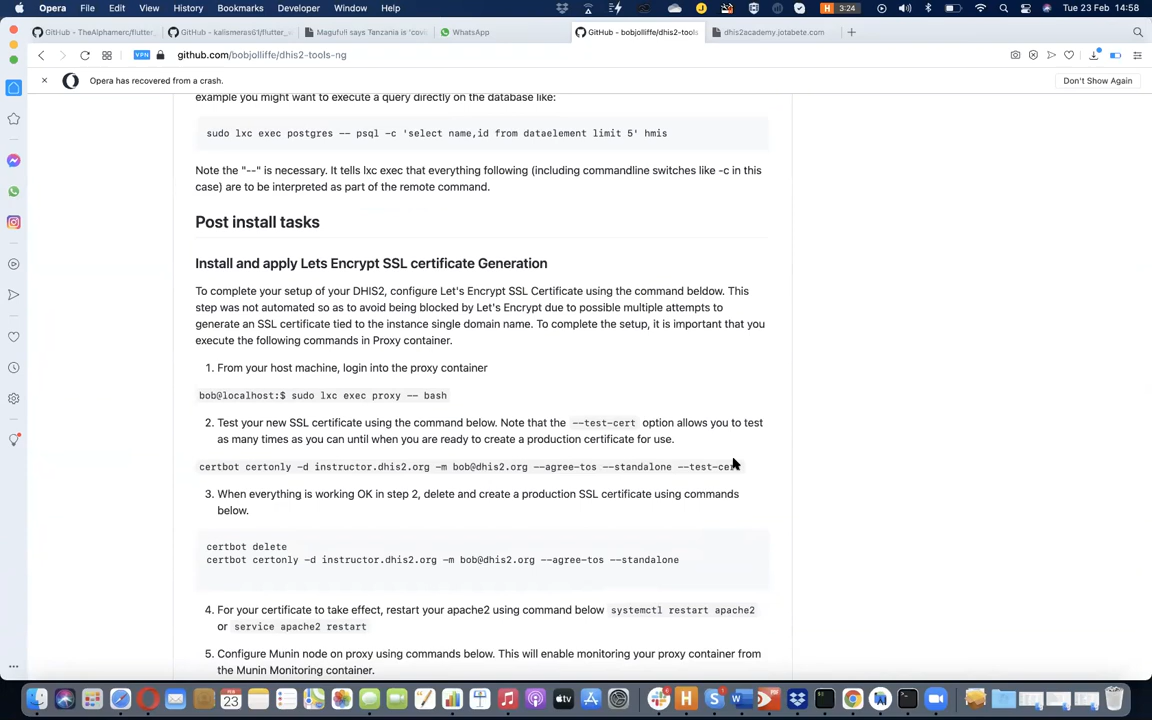 Opera File Edit View History Bookmarks Developer Window Help 3:24 Tue 23 Feb 14:58
GitHub - TheAlphamerc/flutter_ GitHub - kalismeras61/flutter_ Magufuli says Tanzania is 'covi WhatsApp GitHub - bobjolliffe/dhis2-tools dhis2academy.jotabete.com
VPN github.com/bobjolliffe/dhis2-tools-ng
Opera has recovered from a crash. Don't Show Again
example you might want to execute a query directly on the database like:
sudo lxc exec postgres -- psql -c 'select name,id from dataelement limit 5' hmis
Note the "--" is necessary. It tells lxc exec that everything following (including commandline switches like -c in this
case) are to be interpreted as part of the remote command.
Post install tasks
Install and apply Lets Encrypt SSL certificate Generation
To complete your setup of your DHIS2, configure Let's Encrypt SSL Certificate using the command beldow. This
step was not automated so as to avoid being blocked by Let's Encrypt due to possible multiple attempts to
generate an SSL certificate tied to the instance single domain name. To complete the setup, it is important that you
execute the following commands in Proxy container.
1. From your host machine, login into the proxy container
bob@localhost:$ sudo lxc exec proxy -- bash
2. Test your new SSL certificate using the command below. Note that the --test-cert option allows you to test
as many times as you can until when you are ready to create a production certificate for use.
certbot certonly -d instructor.dhis2.org -m bob@dhis2.org --agree-tos --standalone --test-cert
3. When everything is working OK in step 2, delete and create a production SSL certificate using commands
below.
certbot delete
certbot certonly -d instructor.dhis2.org -m bob@dhis2.org --agree-tos --standalone
4. For your certificate to take effect, restart your apache2 using command below systemctl restart apache2
or service apache2 restart
5. Configure Munin node on proxy using commands below. This will enable monitoring your proxy container from
the Munin Monitoring container.